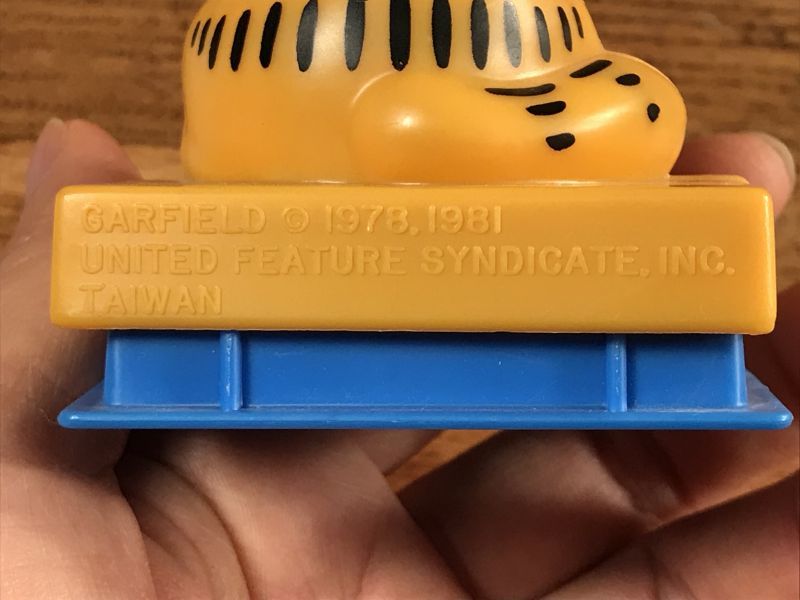 GARFIELD © 1978, 1981
UNITED FEATURE SYNDICATE, INC.
TAIWAN